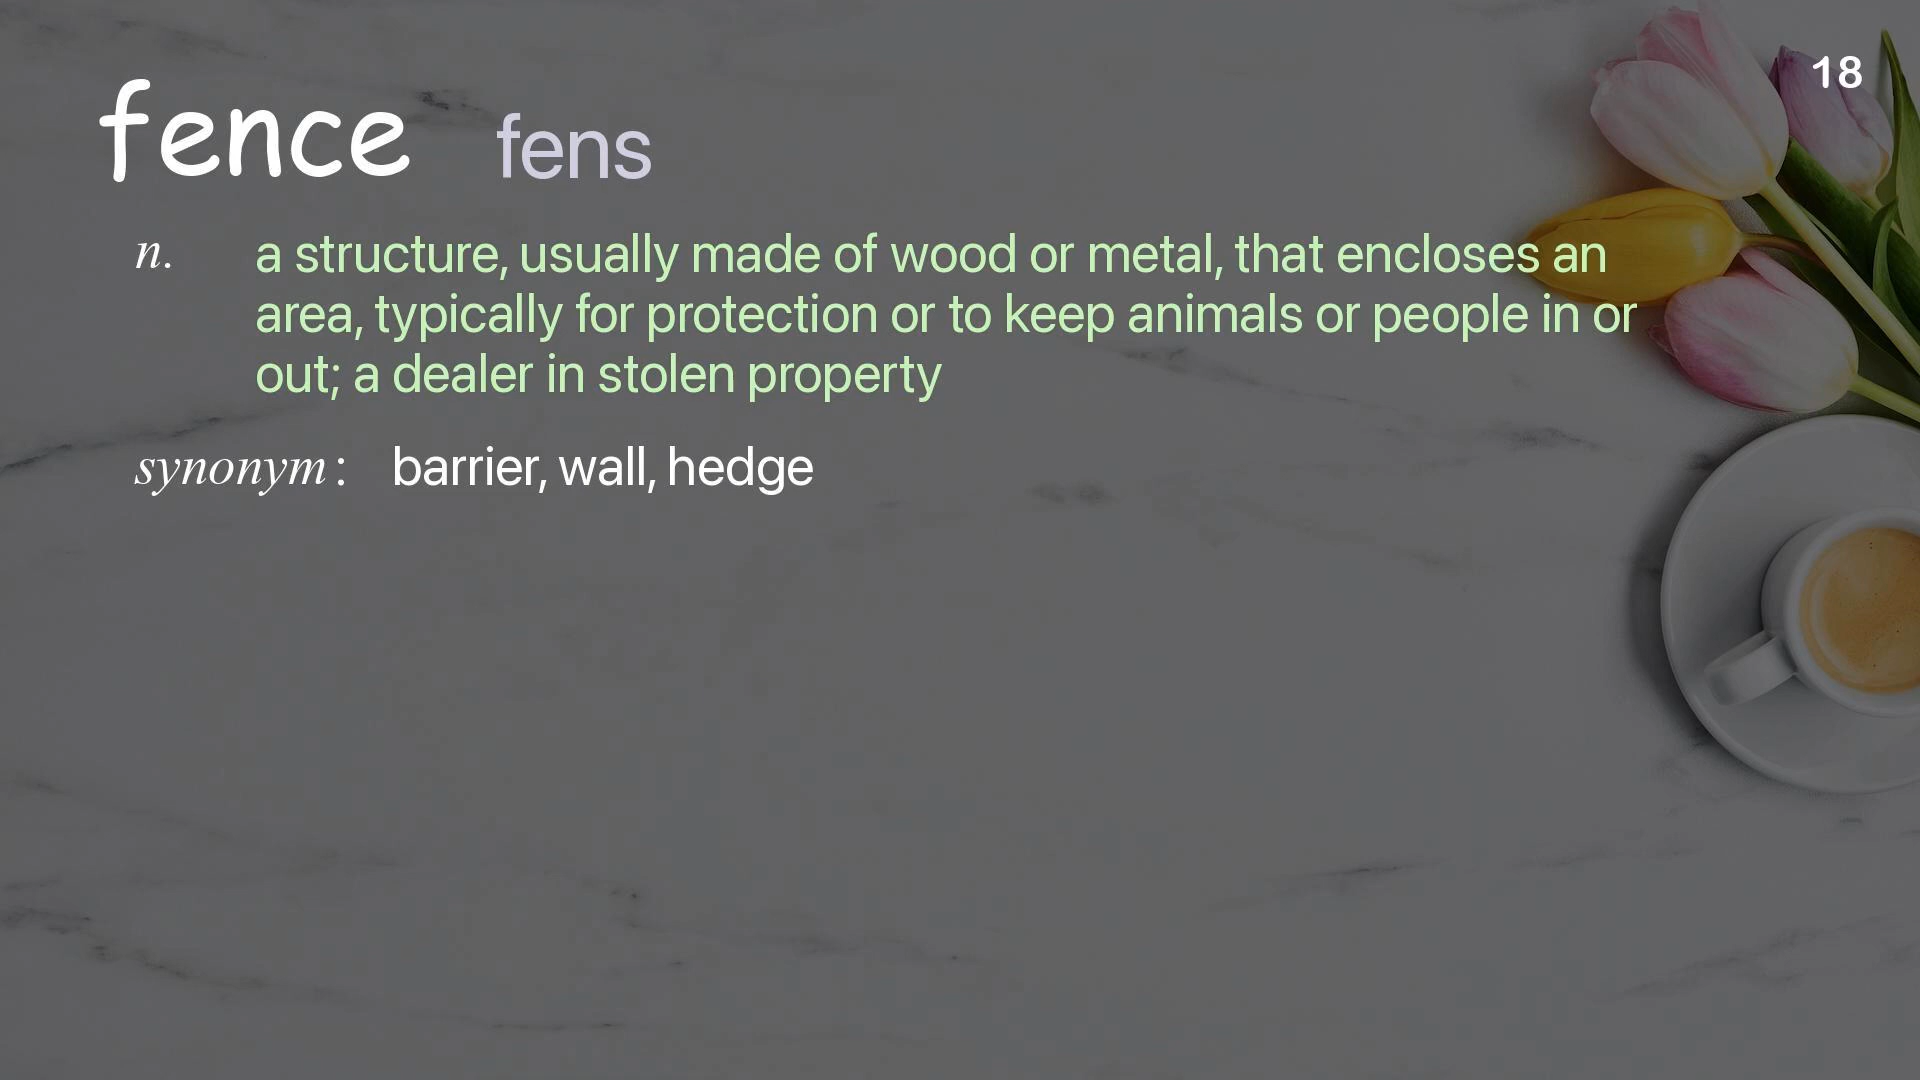 18
fence fens
n. a structure, usually made of wood or metal, that encloses an
area, typically for protection or to keep animals or people in or
out; a dealer in stolen property
synonym : barrier, wall, hedge